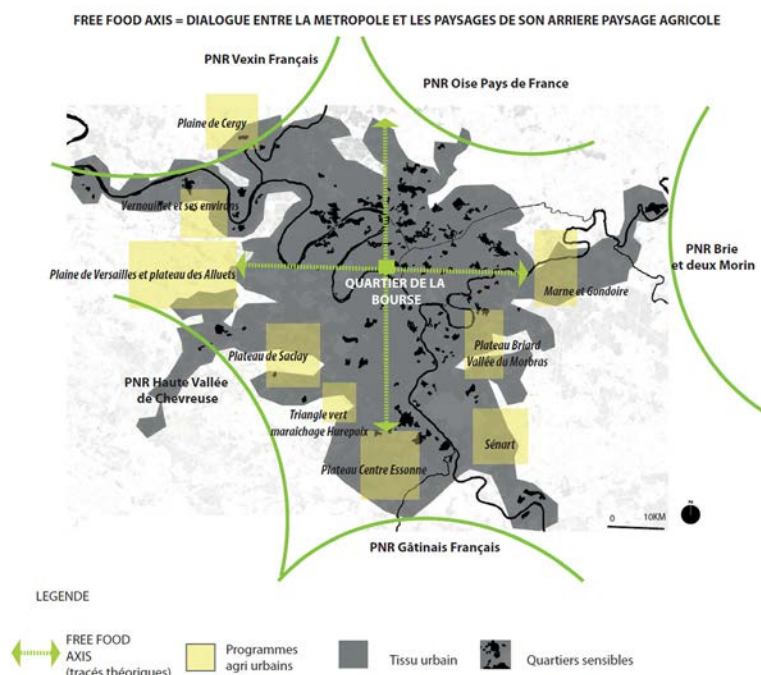 FREE FOOD AXIS = DIALOGUE ENTRE LA METROPOLE ET LES PAYSAGES DE SON ARRIERE PAYSAGE AGRICOLE
PNR Vexin Français
PNR Oise Pays de France
Plaine de Cergy
Vernouillet et ses environs
Plaine de Versailles et plateau des Alluets
QUARTIER DE LA
BOURSE
Marne et Gondoire
PNR Brie
et deux Morin
Plateau de Saclay
Plateau Briard
Vallée du Morbras
PNR Haute Vallée
de Chevreuse
Triangle vert
maraîchage Hurepoix
Plateau Centre Essonne
Sénart
N
0 10KM
PNR Gâtinais Français
LEGENDE
FREE FOOD
AXIS
(tracés théoriques)
Programmes
agri urbains
Tissu urbain
Quartiers sensibles